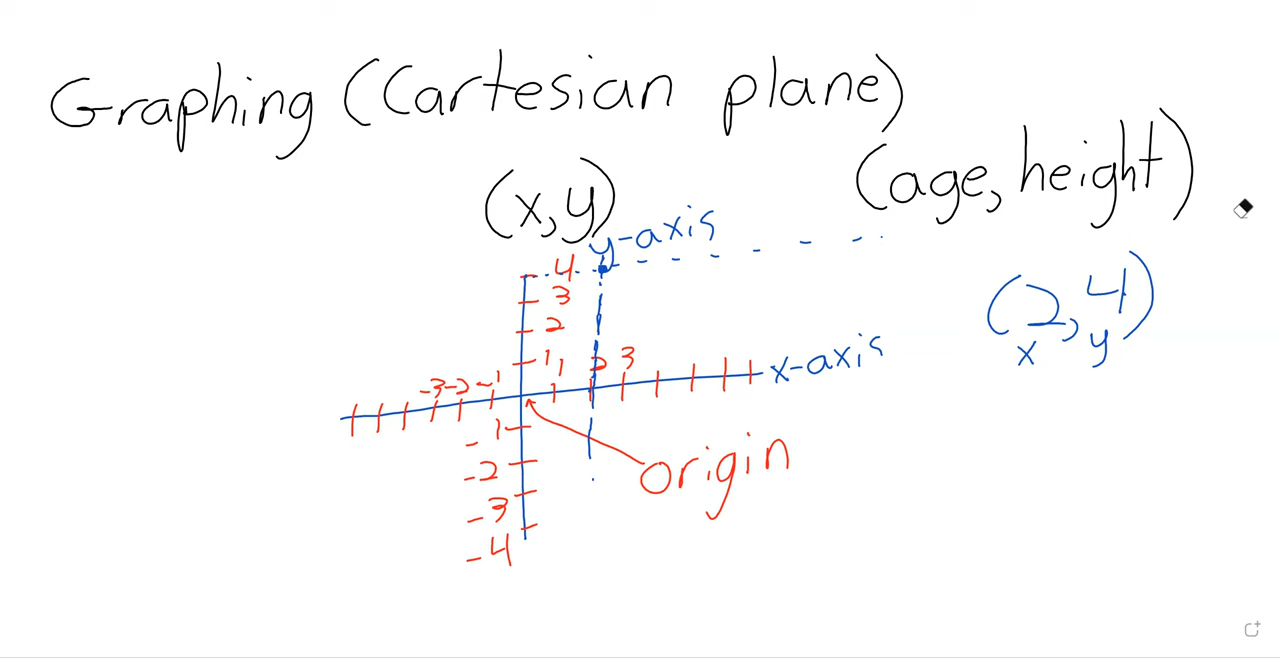 Graphing (Cartesian plane)
(age, height)
(x,y)
y-axis
4
3
2
1
1 2 3
-3 -2 -1
x-axis
(2,4)
x y
-1
-2
-3
-4
origin